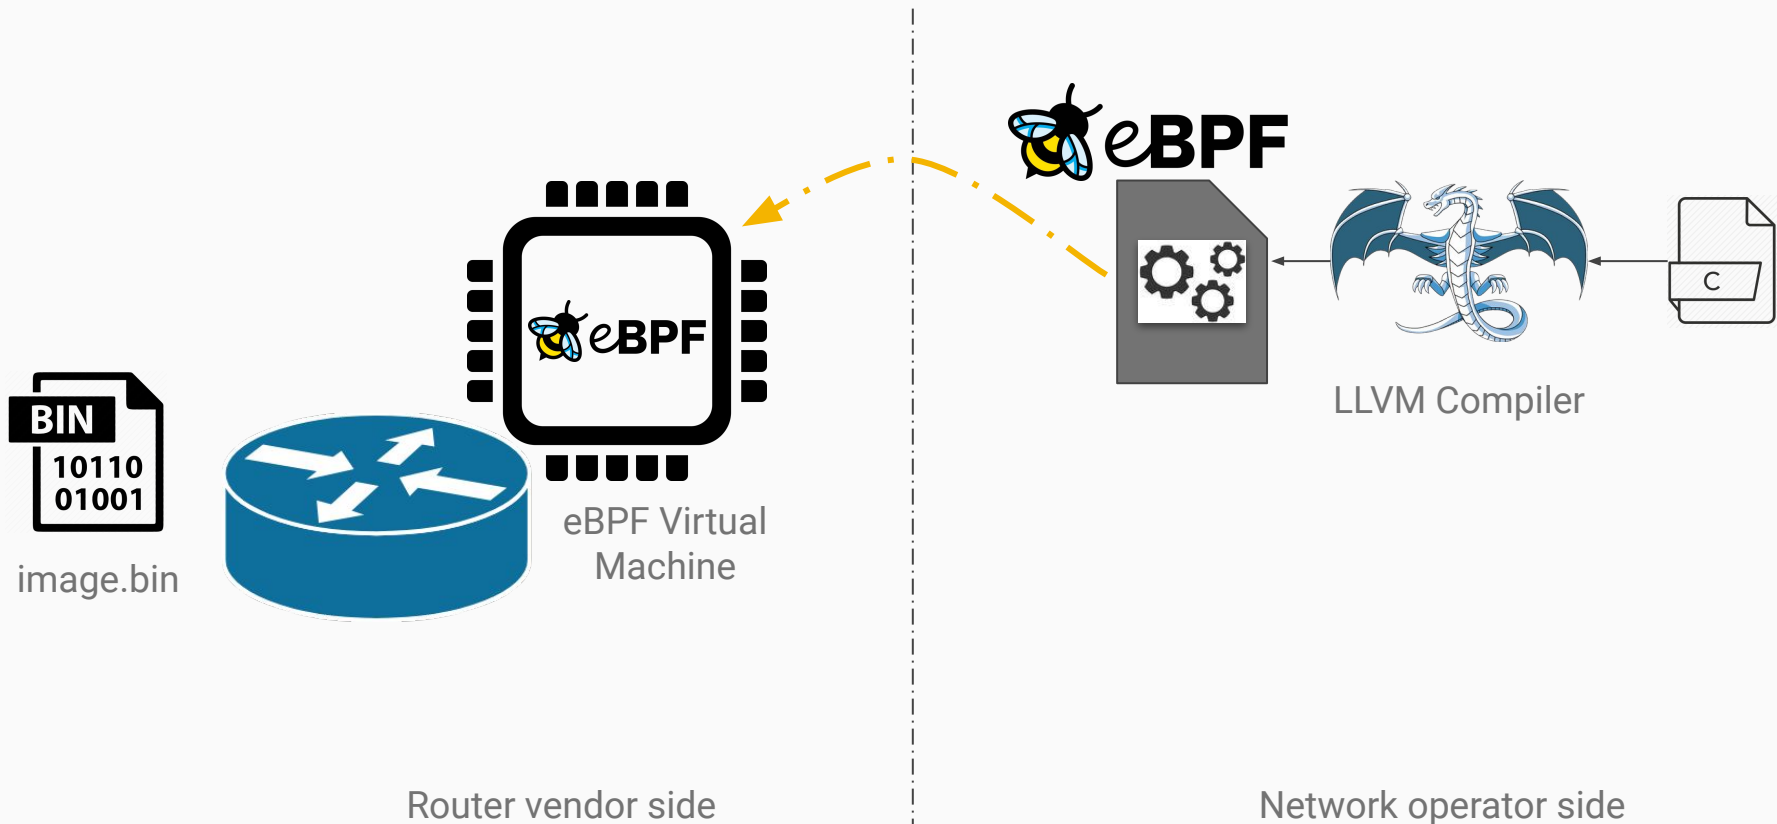 eBPF
C
LLVM Compiler
eBPF
BIN
10110
01001
image.bin
eBPF Virtual
Machine
Router vendor side
Network operator side